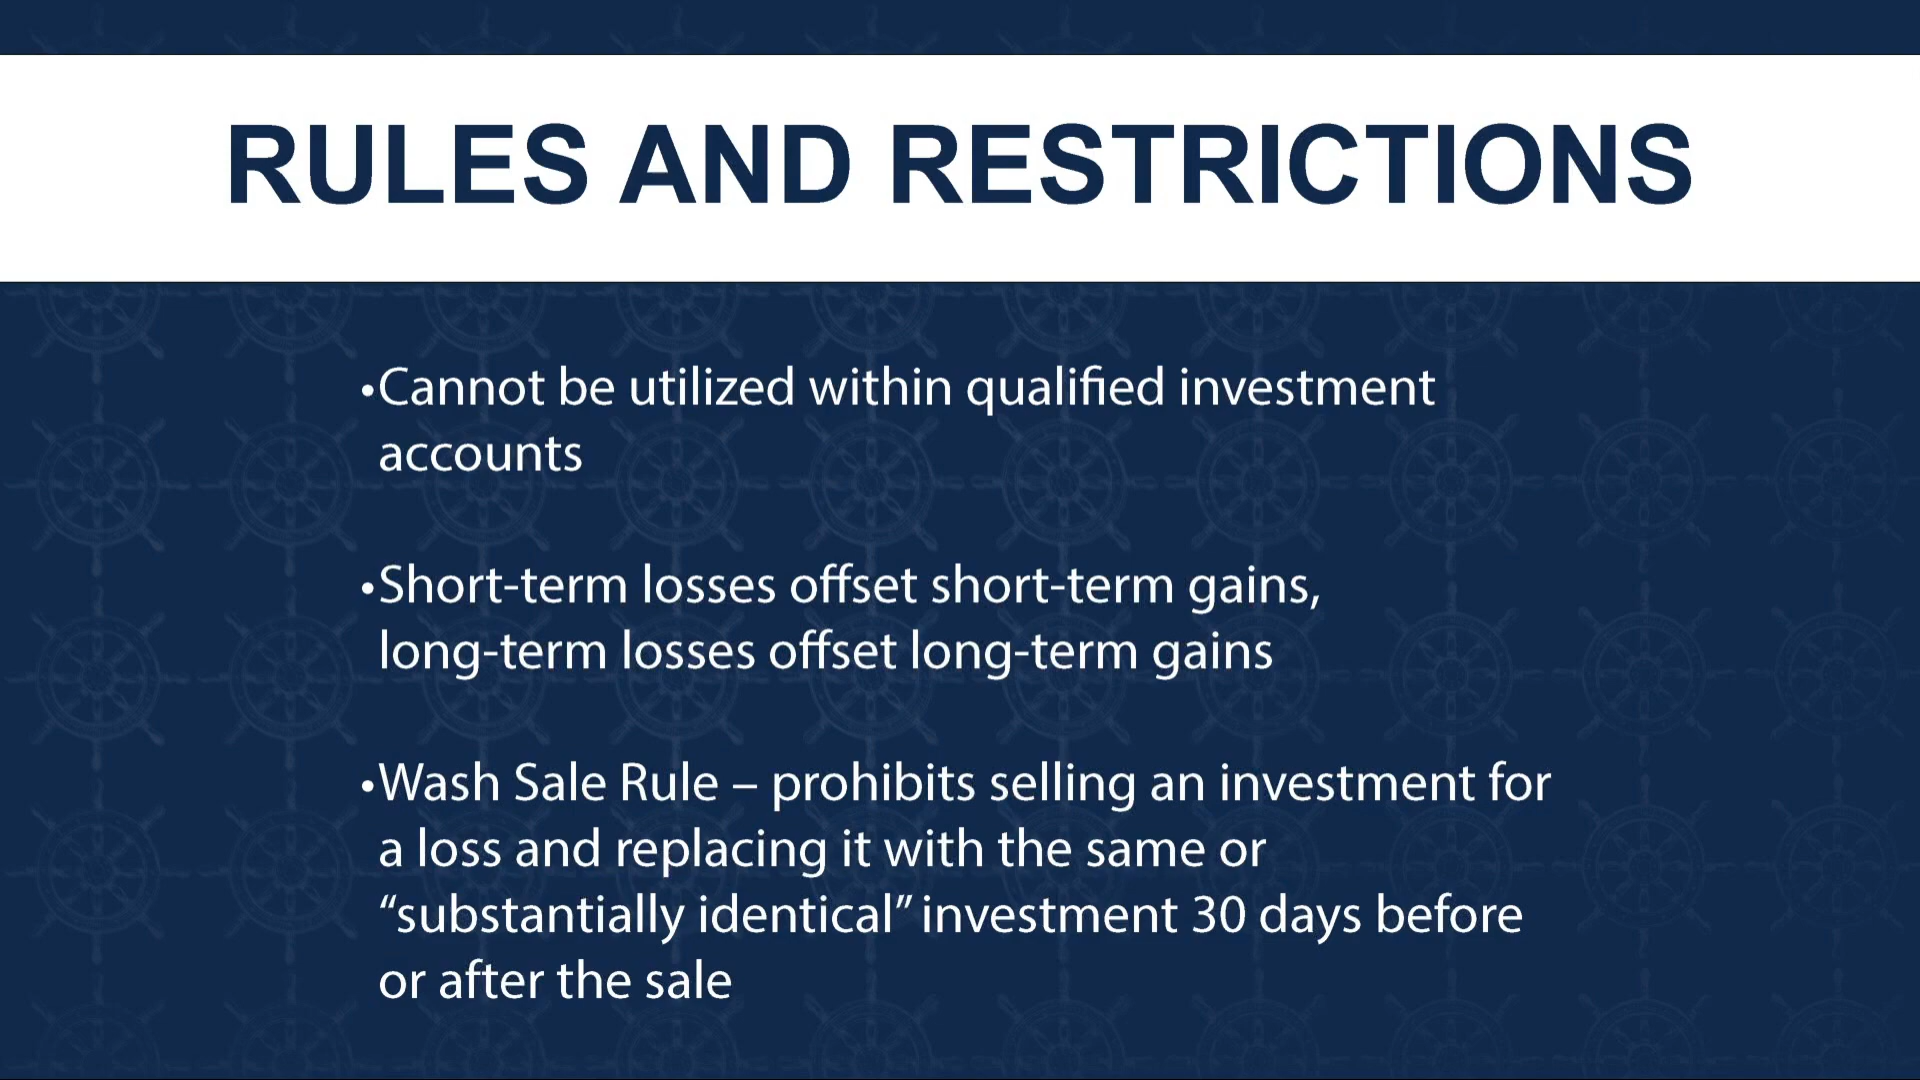 RULES AND RESTRICTIONS
•Cannot be utilized within qualified investment
accounts
•Short-term losses offset short-term gains,
long-term losses offset long-term gains
•Wash Sale Rule – prohibits selling an investment for
a loss and replacing it with the same or
“substantially identical” investment 30 days before
or after the sale